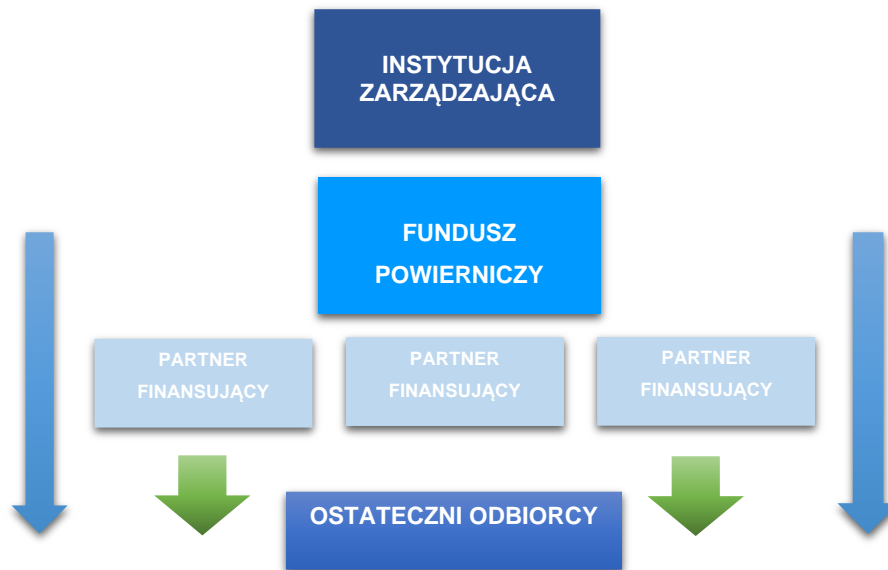 INSTYTUCJA
ZARZĄDZAJĄCA
FUNDUSZ
POWIERNICZY
PARTNER
FINANSUJĄCY
PARTNER
FINANSUJĄCY
PARTNER
FINANSUJĄCY
OSTATECZNI ODBIORCY